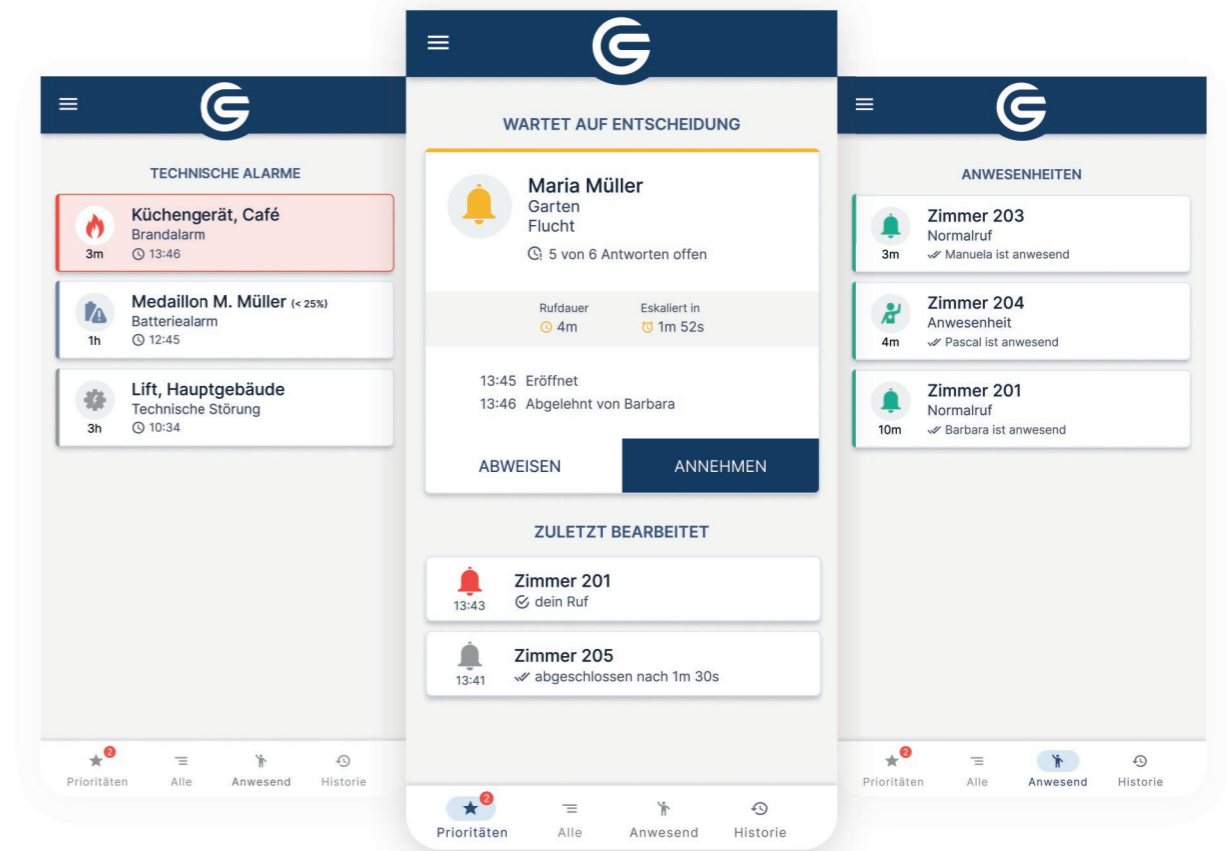 TECHNISCHE ALARME
Küchengerät, Café
Brandalarm
3m
13:46
Medaillon M. Müller (< 25%)
Batteriealarm
1h
12:45
Lift, Hauptgebäude
Technische Störung
3h
10:34
2
Prioritäten
Alle
Anwesend
Historie
WARTET AUF ENTSCHEIDUNG
Maria Müller
Garten
Flucht
5 von 6 Antworten offen
Rufdauer
4m
Eskaliert in
1m 52s
13:45 Eröffnet
13:46 Abgelehnt von Barbara
ABWEISEN
ANNEHMEN
ZULETZT BEARBEITET
Zimmer 201
dein Ruf
13:43
Zimmer 205
abgeschlossen nach 1m 30s
13:41
2
Prioritäten
Alle
Anwesend
Historie
ANWESENHEITEN
Zimmer 203
Normalruf
3m
Manuela ist anwesend
Zimmer 204
Anwesenheit
4m
Pascal ist anwesend
Zimmer 201
Normalruf
10m
Barbara ist anwesend
2
Prioritäten
Alle
Anwesend
Historie